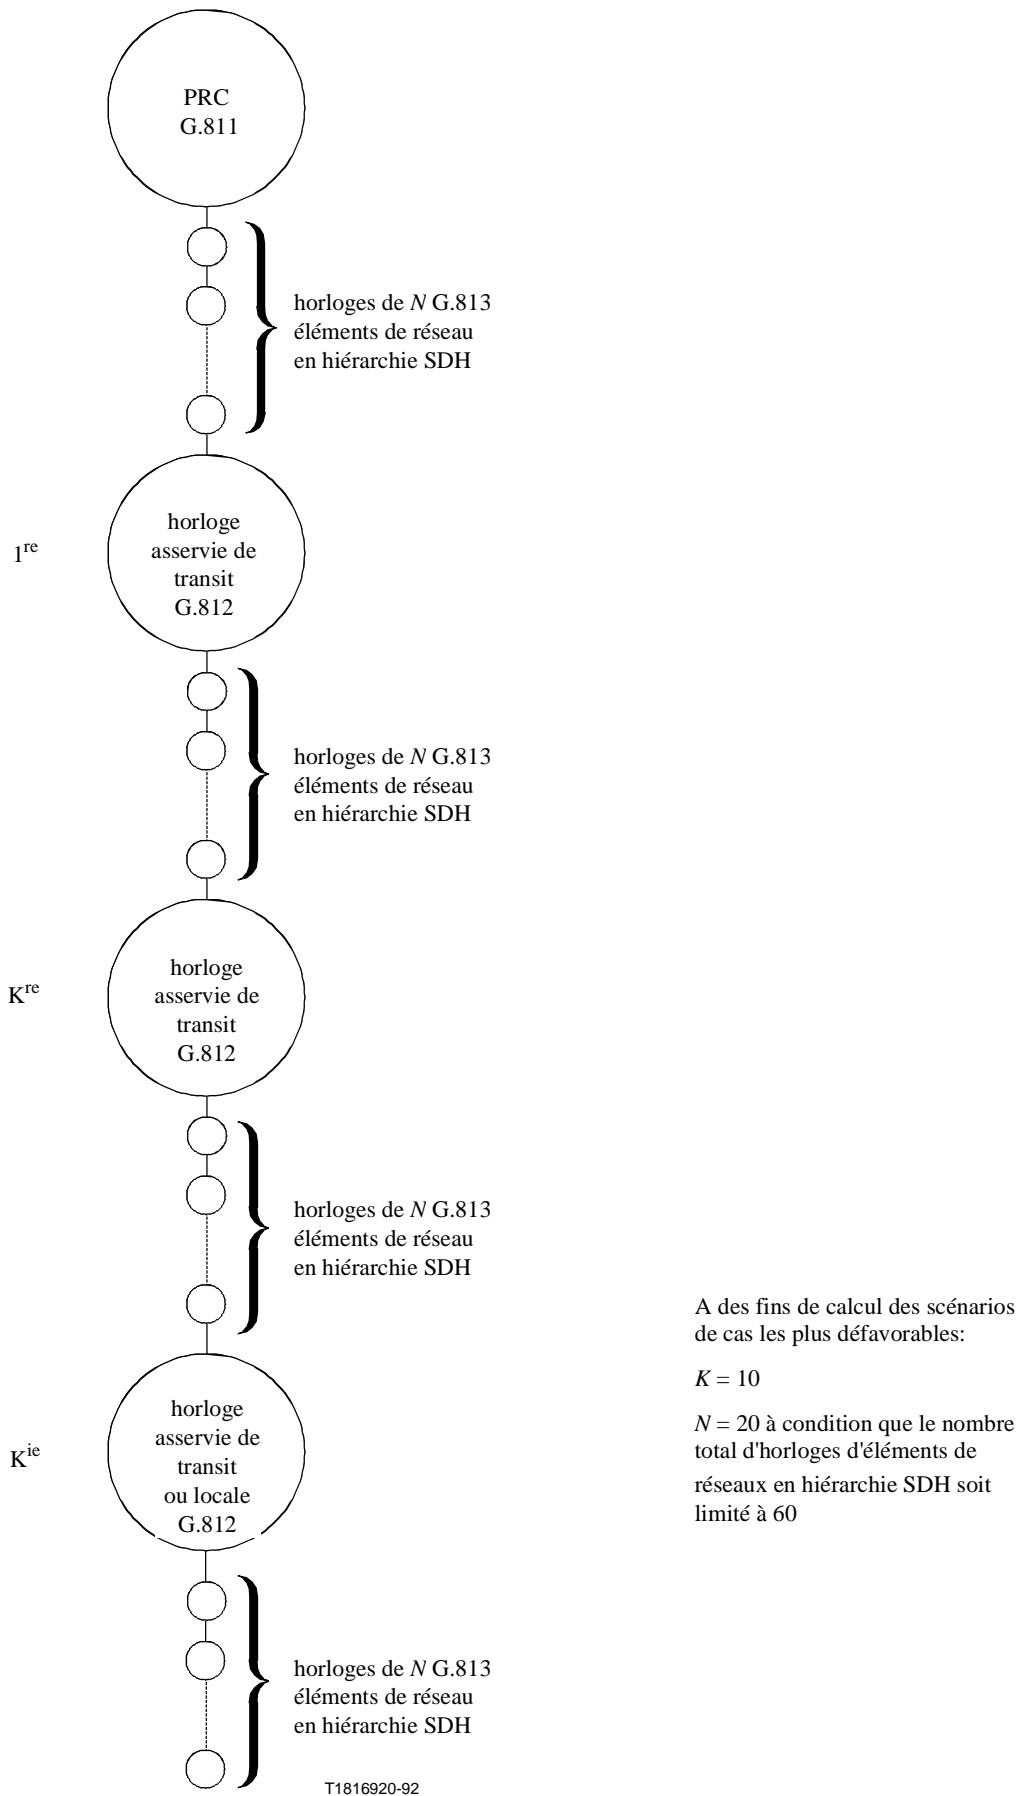 PRC
G.811
horloges de N G.813
éléments de réseau
en hiérarchie SDH
horloge
asservie de
transit
G.812
1re
horloges de N G.813
éléments de réseau
en hiérarchie SDH
horloge
asservie de
transit
G.812
Kre
horloges de N G.813
éléments de réseau
en hiérarchie SDH
A des fins de calcul des scénarios
de cas les plus défavorables:
K = 10
N = 20 à condition que le nombre
total d'horloges d'éléments de
réseaux en hiérarchie SDH soit
limité à 60
horloge
asservie de
transit
ou locale
G.812
Kie
horloges de N G.813
éléments de réseau
en hiérarchie SDH
T1816920-92